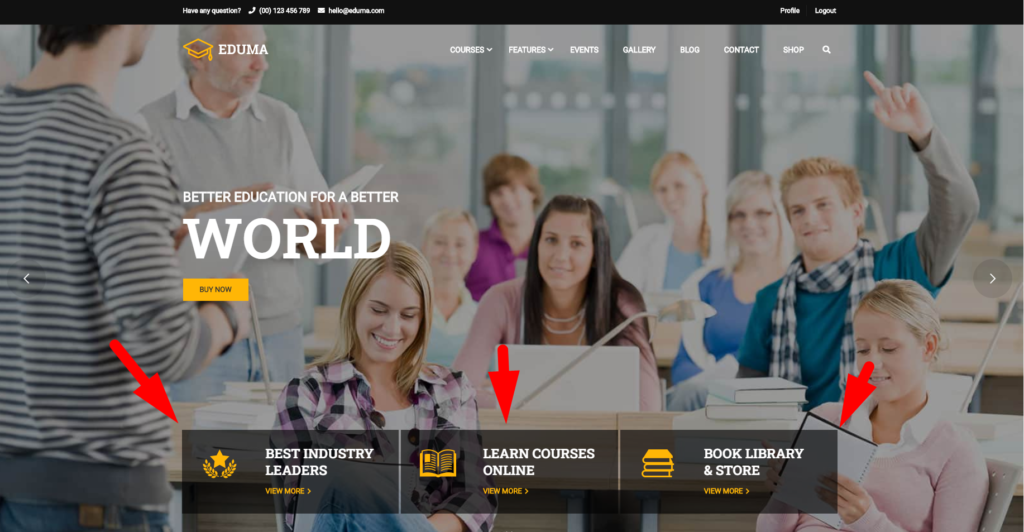 Have any question? (00) 123 456 789 hello@eduma.com Profile Logout
EDUMA COURSES FEATURES EVENTS GALLERY BLOG CONTACT SHOP
BETTER EDUCATION FOR A BETTER
WORLD
BUY NOW
BEST INDUSTRY
LEADERS
VIEW MORE
LEARN COURSES
ONLINE
VIEW MORE
BOOK LIBRARY
& STORE
VIEW MORE